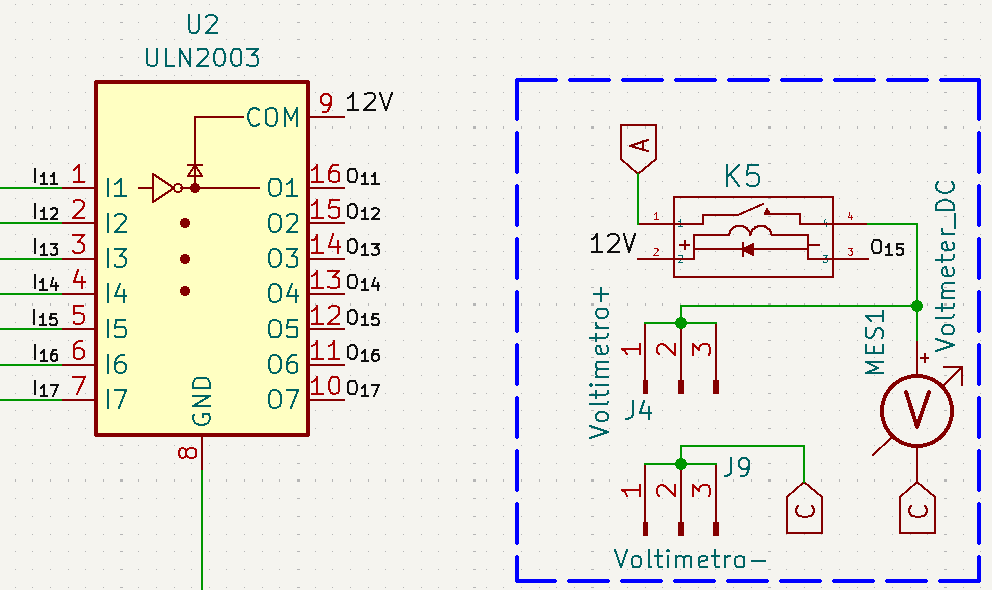 U2
ULN2003
COM 9 12V
I11 1 I1 O1 16 O11
I12 2 I2 O2 15 O12
I13 3 I3 O3 14 O13
I14 4 I4 O4 13 O14
I15 5 I5 O5 12 O15
I16 6 I6 O6 11 O16
I17 7 I7 O7 10 O17
GND
8
A
K5
1 1 4 4
12V 2 + 2 − 3 3 O15
Voltmeter_DC
MES1
+
V
C
Voltimetro+
1 2 3
J4
J9
1 2 3
C
Voltimetro−